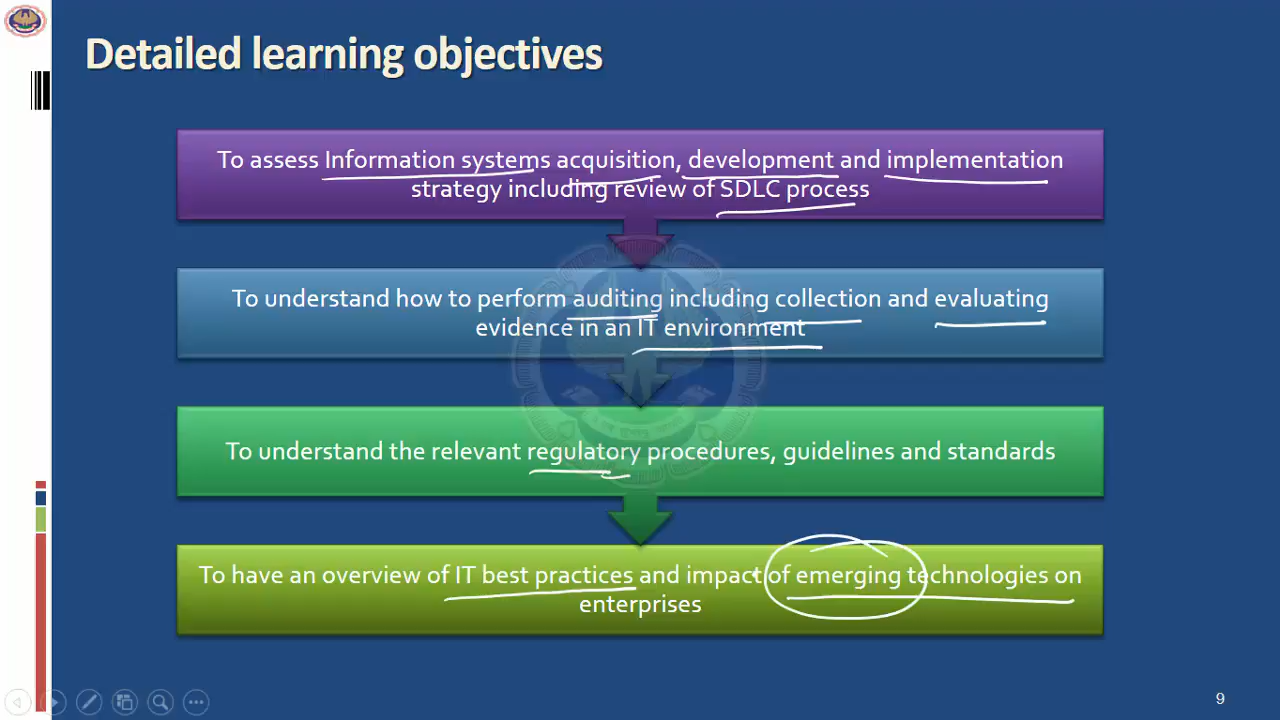 Detailed learning objectives
To assess Information systems acquisition, development and implementation
strategy including review of SDLC process
To understand how to perform auditing including collection and evaluating
evidence in an IT environment
To understand the relevant regulatory procedures, guidelines and standards
To have an overview of IT best practices and impact of emerging technologies on
enterprises
9